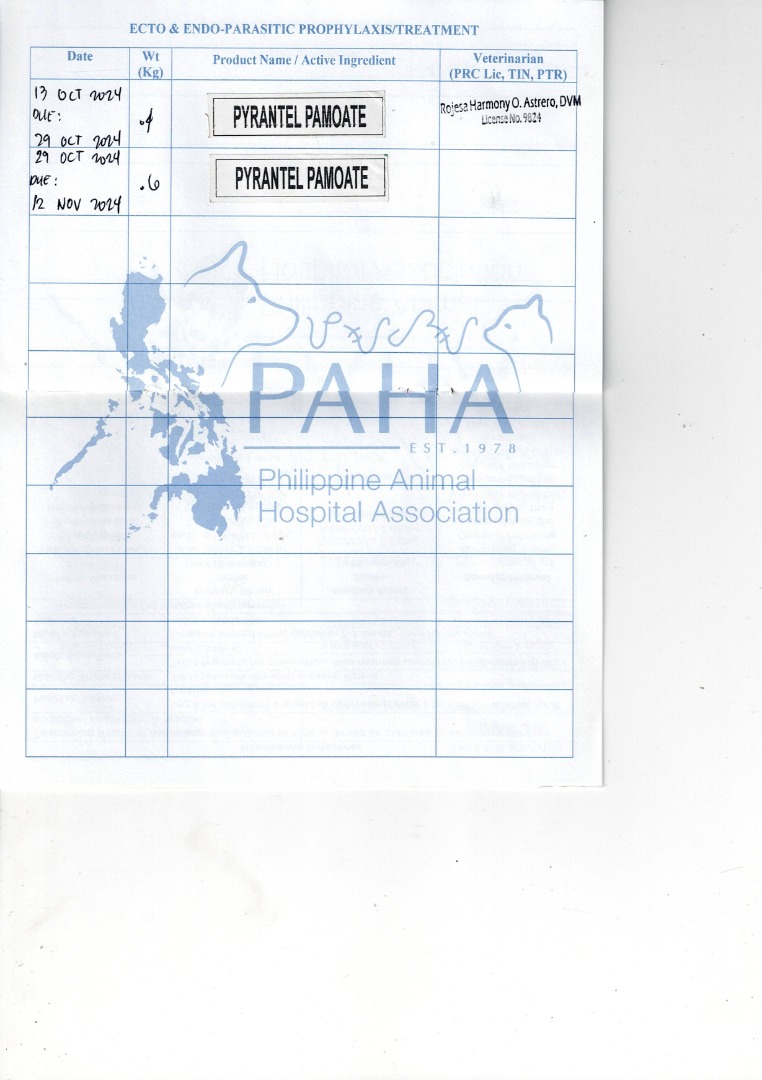 ECTO & ENDO-PARASITIC PROPHYLAXIS/TREATMENT
Date Wt (Kg) Product Name / Active Ingredient Veterinarian (PRC Lic, TIN, PTR)
13 OCT 2024
DUE:
29 OCT 2024
.4
PYRANTEL PAMOATE
Rojesa Harmony O. Astrero, DVM
License No. 9824
29 OCT 2024
DUE:
12 NOV 2024
.6
PYRANTEL PAMOATE
PAHA
EST.1978
Philippine Animal
Hospital Association